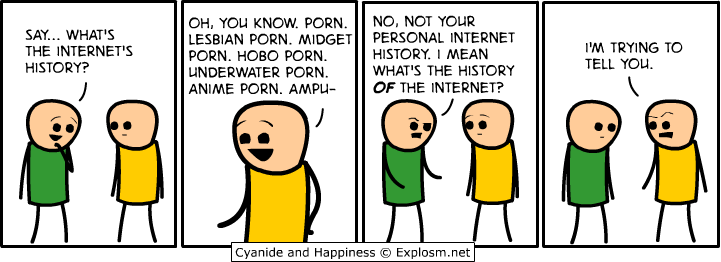 SAY... WHAT'S
THE INTERNET'S
HISTORY?
OH, YOU KNOW. PORN.
LESBIAN PORN. MIDGET
PORN. HOBO PORN.
UNDERWATER PORN.
ANIME PORN. AMPU-
NO, NOT YOUR
PERSONAL INTERNET
HISTORY. I MEAN
WHAT'S THE HISTORY
OF THE INTERNET?
I'M TRYING TO
TELL YOU.
Cyanide and Happiness © Explosm.net